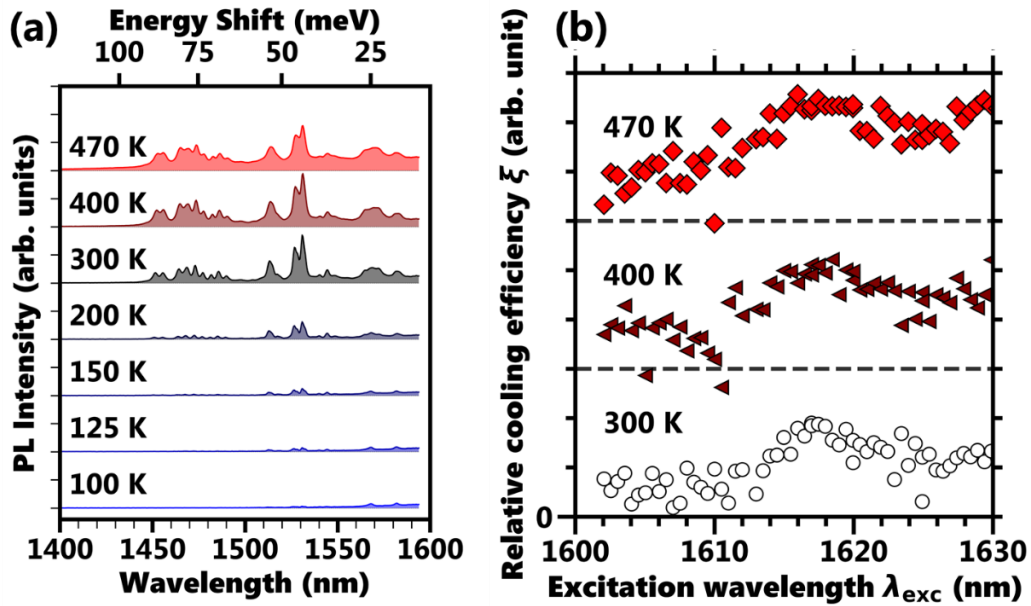 (a)
Energy Shift (meV)
100 75 50 25
PL Intensity (arb. units)
470 K
400 K
300 K
200 K
150 K
125 K
100 K
1400 1450 1500 1550 1600
Wavelength (nm)
(b)
Relative cooling efficiency ξ (arb. unit)
470 K
400 K
300 K
0
1600 1610 1620 1630
Excitation wavelength λexc (nm)